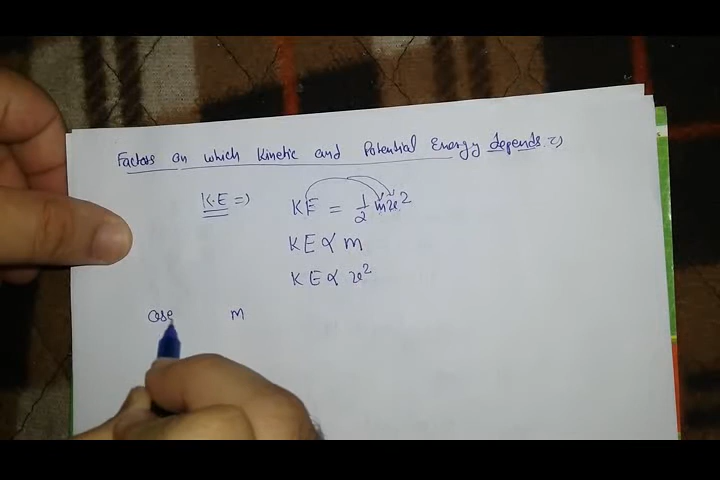 Factors on which Kinetic and Potential Energy depends. =)
K.E =) KE = 1/2 mv²
KE ∝ m
KE ∝ v²
Case m